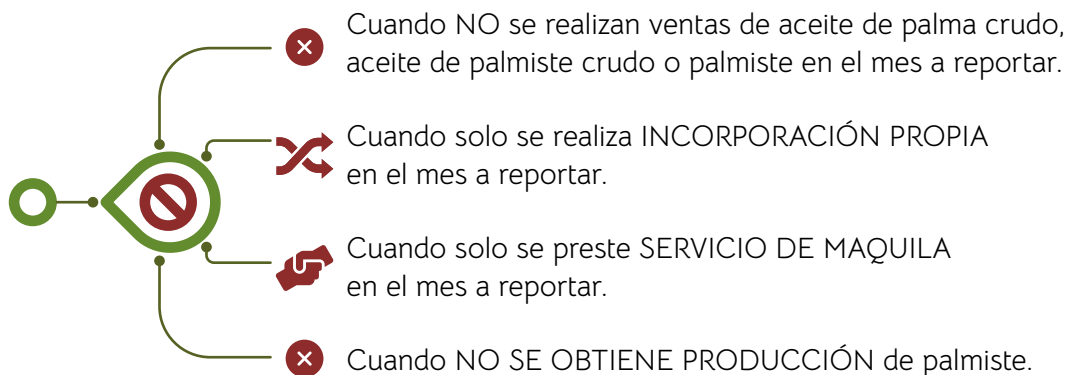 Cuando NO se realizan ventas de aceite de palma crudo,
aceite de palmiste crudo o palmiste en el mes a reportar.
Cuando solo se realiza INCORPORACIÓN PROPIA
en el mes a reportar.
Cuando solo se preste SERVICIO DE MAQUILA
en el mes a reportar.
Cuando NO SE OBTIENE PRODUCCIÓN de palmiste.